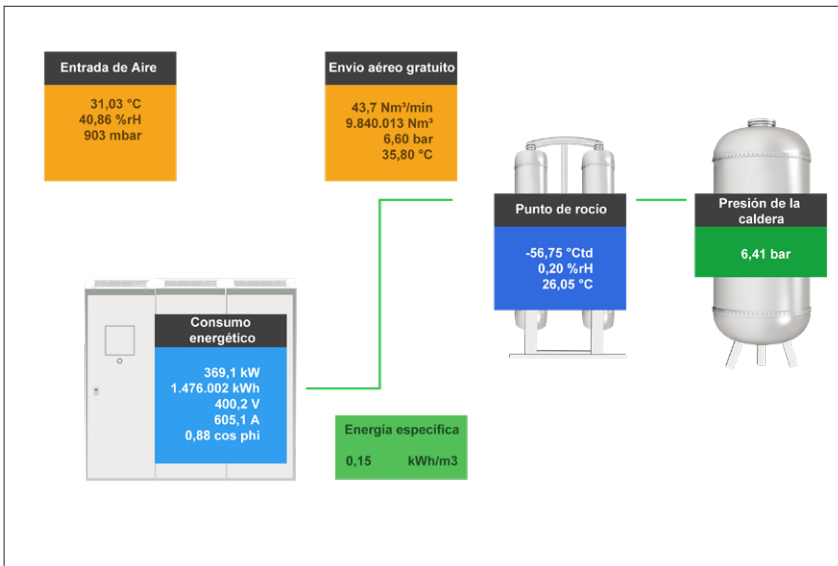 Entrada de Aire
31,03 °C
40,86 %rH
903 mbar
Envío aéreo gratuito
43,7 Nm³/min
9.840.013 Nm³
6,60 bar
35,80 °C
Punto de rocío
-56,75 °Ctd
0,20 %rH
26,05 °C
Presión de la
caldera
6,41 bar
Consumo
energético
369,1 kW
1.476.002 kWh
400,2 V
605,1 A
0,88 cos phi
Energía específica
0,15 kWh/m3